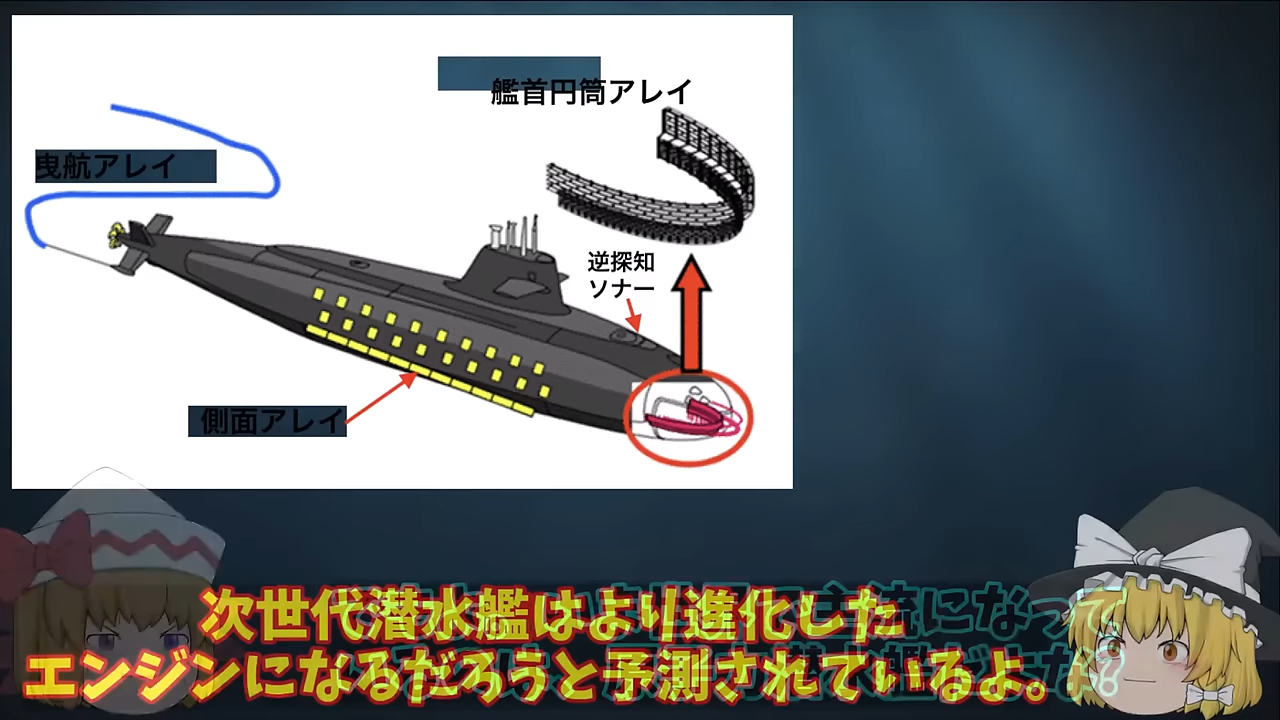 艦首円筒アレイ
曳航アレイ
逆探知
ソナー
側面アレイ
次世代潜水艦はより進化した
エンジンになるだろうと予測されているよ。